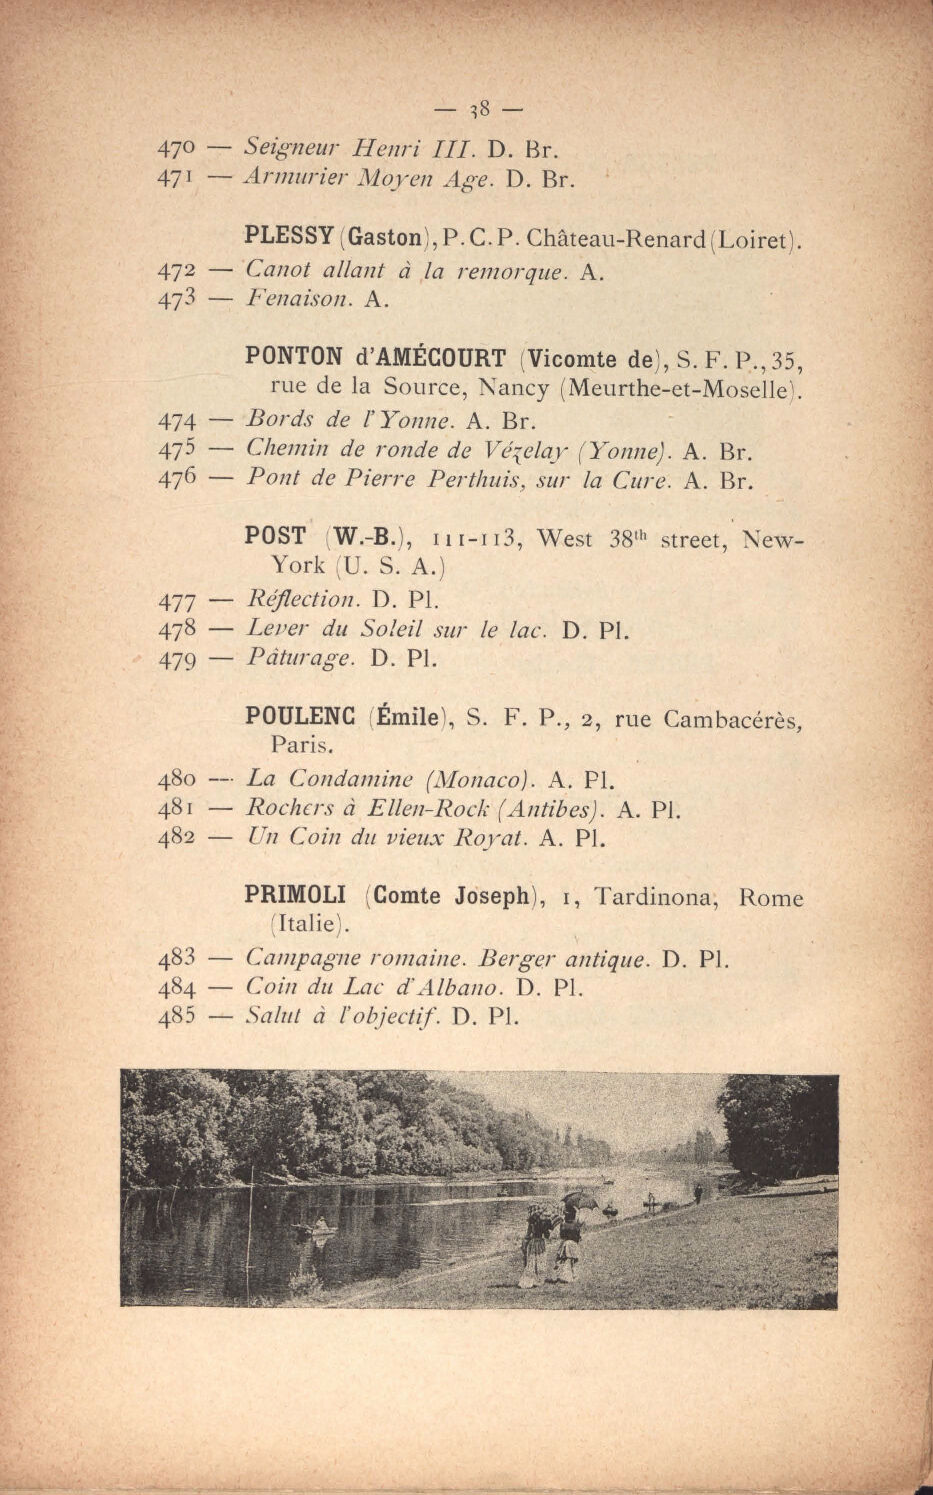 — 38 —
470 — Seigneur Henri III. D. Br.
471 — Armurier Moyen Age. D. Br.
PLESSY (Gaston), P. C. P. Château-Renard (Loiret).
472 — Canot allant à la remorque. A.
473 — Fenaison. A.
PONTON d'AMÉCOURT (Vicomte de), S. F. P., 35,
rue de la Source, Nancy (Meurthe-et-Moselle).
474 — Bords de l'Yonne. A. Br.
475 — Chemin de ronde de Vézelay (Yonne). A. Br.
476 — Pont de Pierre Perthuis, sur la Cure. A. Br.
POST (W.-B.), 111-113, West 38th street, New-
York (U. S. A.)
477 — Réflection. D. Pl.
478 — Lever du Soleil sur le lac. D. Pl.
479 — Pâturage. D. Pl.
POULENC (Émile), S. F. P., 2, rue Cambacérès,
Paris.
480 — La Condamine (Monaco). A. Pl.
481 — Rochers à Ellen-Rock (Antibes). A. Pl.
482 — Un Coin du vieux Royat. A. Pl.
PRIMOLI (Comte Joseph), 1, Tardinona, Rome
(Italie).
483 — Campagne romaine. Berger antique. D. Pl.
484 — Coin du Lac d'Albano. D. Pl.
485 — Salut à l'objectif. D. Pl.